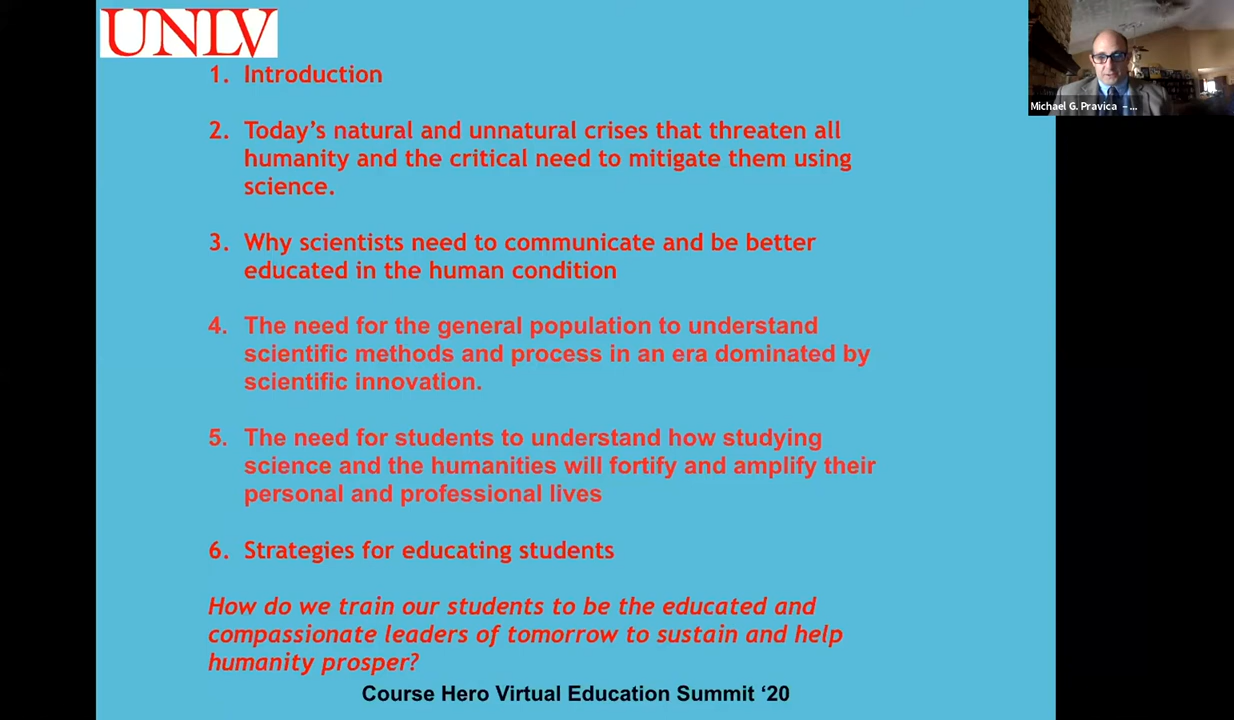 UNLV
1. Introduction
2. Today's natural and unnatural crises that threaten all
humanity and the critical need to mitigate them using
science.
3. Why scientists need to communicate and be better
educated in the human condition
4. The need for the general population to understand
scientific methods and process in an era dominated by
scientific innovation.
5. The need for students to understand how studying
science and the humanities will fortify and amplify their
personal and professional lives
6. Strategies for educating students
How do we train our students to be the educated and
compassionate leaders of tomorrow to sustain and help
humanity prosper?
Course Hero Virtual Education Summit ‘20
Michael G. Pravica – ...